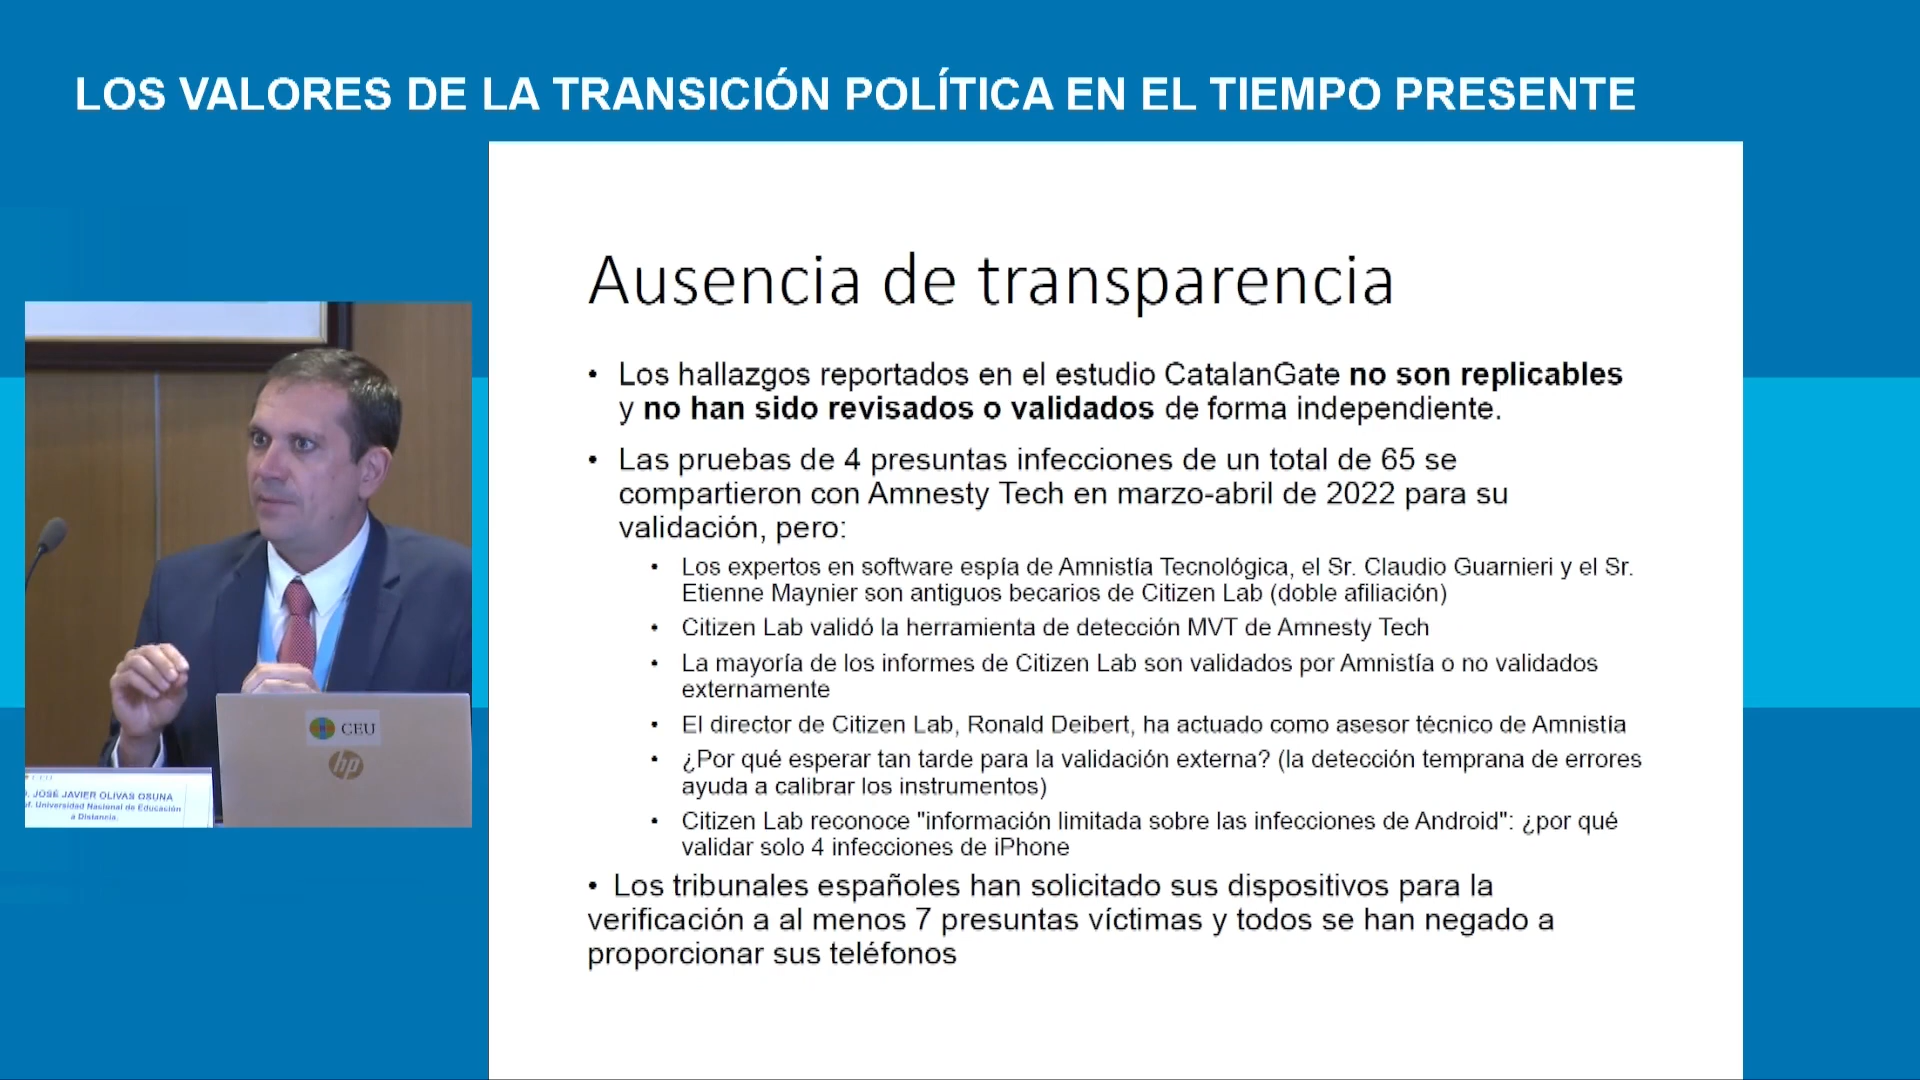 LOS VALORES DE LA TRANSICIÓN POLÍTICA EN EL TIEMPO PRESENTE
Ausencia de transparencia
• Los hallazgos reportados en el estudio CatalanGate no son replicables
y no han sido revisados o validados de forma independiente.
• Las pruebas de 4 presuntas infecciones de un total de 65 se
compartieron con Amnesty Tech en marzo-abril de 2022 para su
validación, pero:
• Los expertos en software espía de Amnistía Tecnológica, el Sr. Claudio Guarnieri y el Sr.
Etienne Maynier son antiguos becarios de Citizen Lab (doble afiliación)
• Citizen Lab validó la herramienta de detección MVT de Amnesty Tech
• La mayoría de los informes de Citizen Lab son validados por Amnistía o no validados
externamente
• El director de Citizen Lab, Ronald Deibert, ha actuado como asesor técnico de Amnistía
• ¿Por qué esperar tan tarde para la validación externa? (la detección temprana de errores
ayuda a calibrar los instrumentos)
• Citizen Lab reconoce "información limitada sobre las infecciones de Android": ¿por qué
validar solo 4 infecciones de iPhone
• Los tribunales españoles han solicitado sus dispositivos para la
verificación a al menos 7 presuntas víctimas y todos se han negado a
proporcionar sus teléfonos
CEU
hp
CEU
JOSÉ JAVIER OLIVAS OSUNA
Universidad Nacional de Educación
a Distancia.